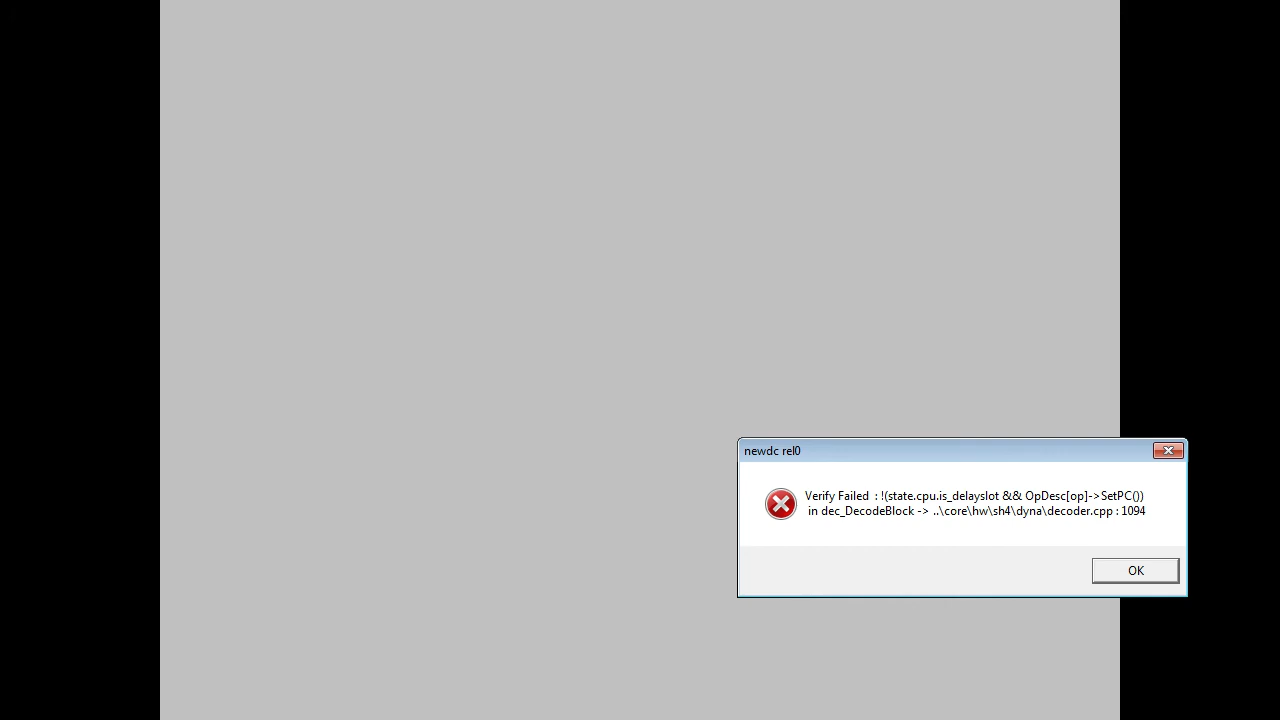 newdc rel0
Verify Failed : !(state.cpu.is_delayslot && OpDesc[op]->SetPC())
in dec_DecodeBlock -> ..\core\hw\sh4\dyna\decoder.cpp : 1094
OK